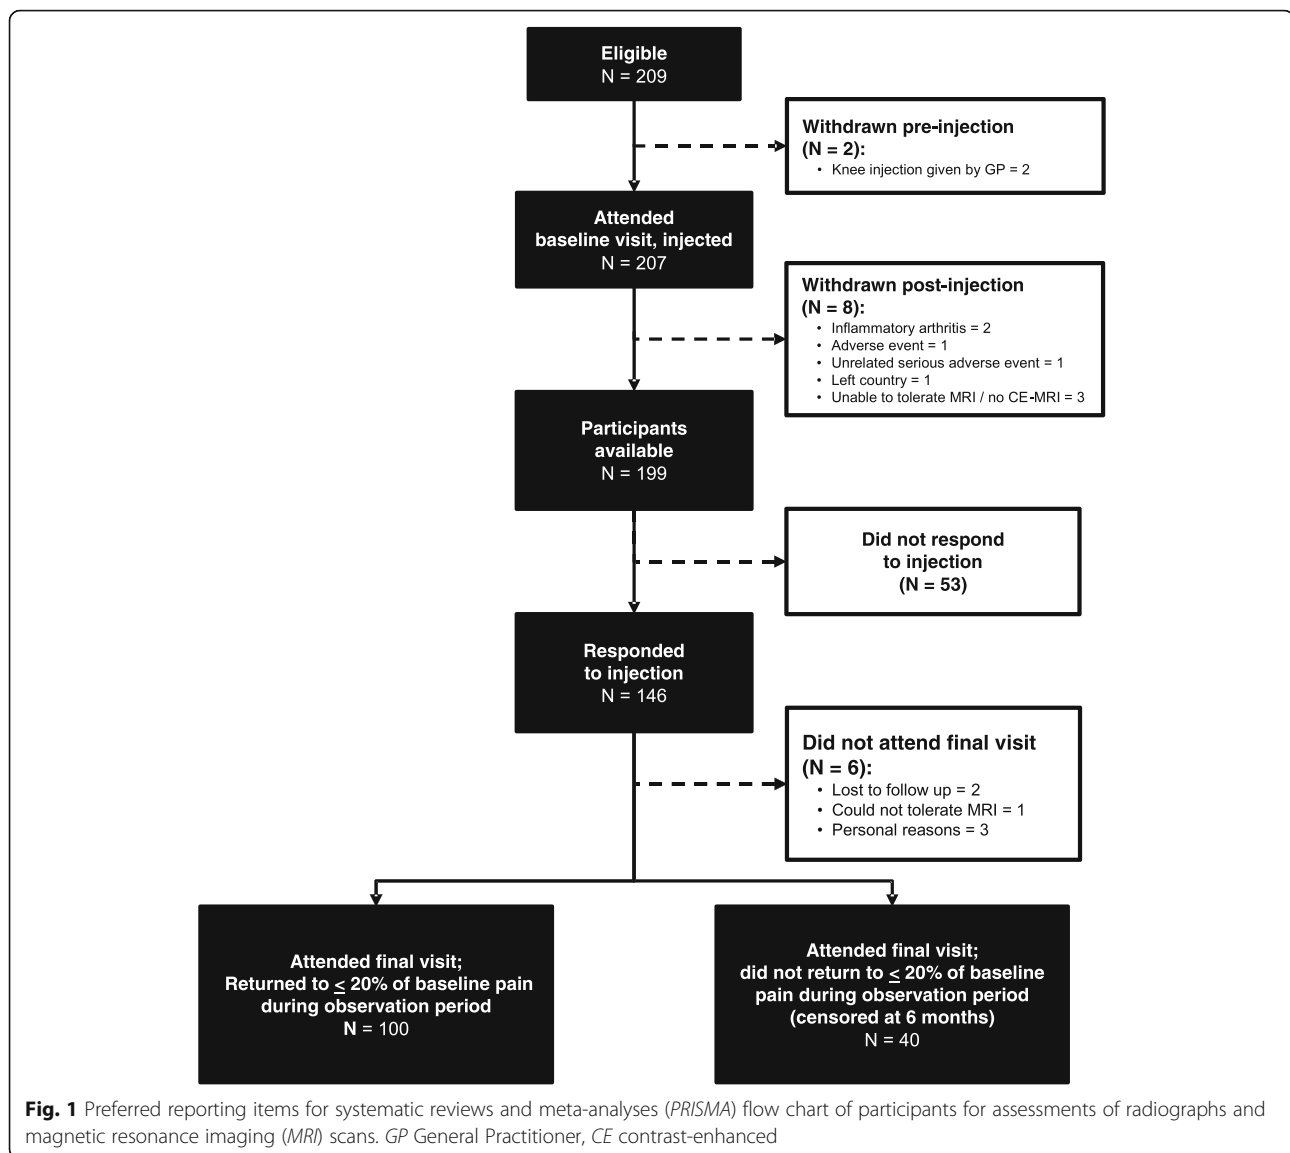 Eligible
N = 209
Withdrawn pre-injection
(N = 2):
• Knee injection given by GP = 2
Attended
baseline visit, injected
N = 207
Withdrawn post-injection
(N = 8):
• Inflammatory arthritis = 2
• Adverse event = 1
• Unrelated serious adverse event = 1
• Left country = 1
• Unable to tolerate MRI / no CE-MRI = 3
Participants
available
N = 199
Did not respond
to injection
(N = 53)
Responded
to injection
N = 146
Did not attend final visit
(N = 6):
• Lost to follow up = 2
• Could not tolerate MRI = 1
• Personal reasons = 3
Attended final visit;
Returned to ≤ 20% of baseline pain
during observation period
N = 100
Attended final visit;
did not return to ≤ 20% of baseline
pain during observation period
(censored at 6 months)
N = 40
Fig. 1 Preferred reporting items for systematic reviews and meta-analyses (PRISMA) flow chart of participants for assessments of radiographs and
magnetic resonance imaging (MRI) scans. GP General Practitioner, CE contrast-enhanced